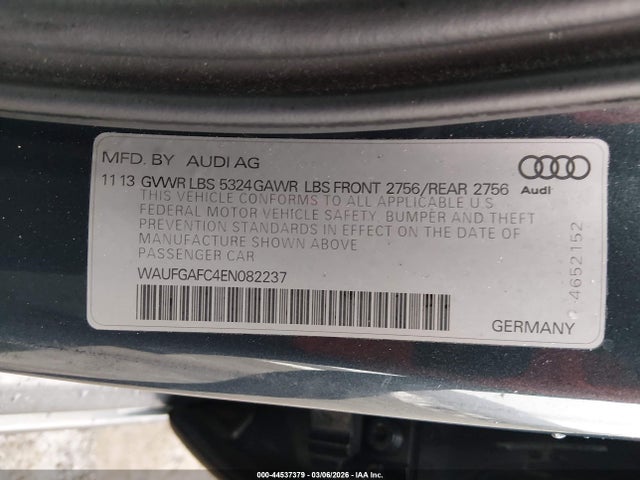 MFD. BY AUDI AG
11 13 GVWR LBS 5324 GAWR LBS FRONT 2756/REAR 2756
THIS VEHICLE CONFORMS TO ALL APPLICABLE U.S
FEDERAL MOTOR VEHICLE SAFETY, BUMPER AND THEFT
PREVENTION STANDARDS IN EFFECT ON THE DATE OF
MANUFACTURE SHOWN ABOVE
PASSENGER CAR
WAUFGAFC4EN082237
Audi
4652152
GERMANY
000-44537379 | 03/06/2026 - IAA Inc.